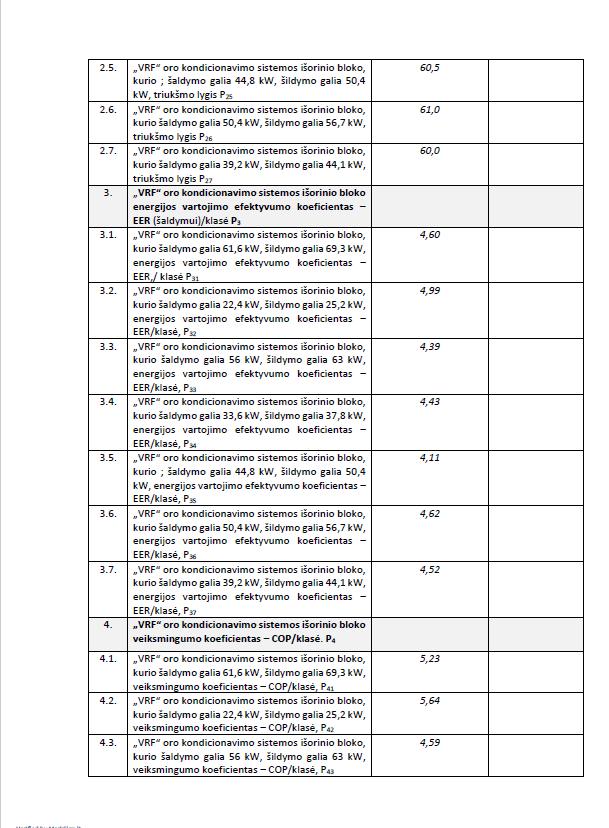 2.5. „VRF“ oro kondicionavimo sistemos išorinio bloko, 60,5
kurio ; šaldymo galia 44,8 kW, šildymo galia 50,4
kW, triukšmo lygis P25
2.6. „VRF“ oro kondicionavimo sistemos išorinio bloko, 61,0
kurio šaldymo galia 50,4 kW, šildymo galia 56,7 kW,
triukšmo lygis P26
2.7. „VRF“ oro kondicionavimo sistemos išorinio bloko, 60,0
kurio šaldymo galia 39,2 kW, šildymo galia 44,1 kW,
triukšmo lygis P27
3. „VRF“ oro kondicionavimo sistemos išorinio bloko
energijos vartojimo efektyvumo koeficientas –
EER (šaldymui)/klasė P3
3.1. „VRF“ oro kondicionavimo sistemos išorinio bloko, 4,60
kurio šaldymo galia 61,6 kW, šildymo galia 69,3 kW,
energijos vartojimo efektyvumo koeficientas –
EER,/ klasė P31
3.2. „VRF“ oro kondicionavimo sistemos išorinio bloko, 4,99
kurio šaldymo galia 22,4 kW, šildymo galia 25,2 kW,
energijos vartojimo efektyvumo koeficientas –
EER/klasė, P32
3.3. „VRF“ oro kondicionavimo sistemos išorinio bloko, 4,39
kurio šaldymo galia 56 kW, šildymo galia 63 kW,
energijos vartojimo efektyvumo koeficientas –
EER/klasė, P33
3.4. „VRF“ oro kondicionavimo sistemos išorinio bloko, 4,43
kurio šaldymo galia 33,6 kW, šildymo galia 37,8 kW,
energijos vartojimo efektyvumo koeficientas –
EER/klasė, P34
3.5. „VRF“ oro kondicionavimo sistemos išorinio bloko, 4,11
kurio ; šaldymo galia 44,8 kW, šildymo galia 50,4
kW, energijos vartojimo efektyvumo koeficientas –
EER/klasė, P35
3.6. „VRF“ oro kondicionavimo sistemos išorinio bloko, 4,62
kurio šaldymo galia 50,4 kW, šildymo galia 56,7 kW,
energijos vartojimo efektyvumo koeficientas –
EER/klasė, P36
3.7. „VRF“ oro kondicionavimo sistemos išorinio bloko, 4,52
kurio šaldymo galia 39,2 kW, šildymo galia 44,1 kW,
energijos vartojimo efektyvumo koeficientas –
EER/klasė, P37
4. „VRF“ oro kondicionavimo sistemos išorinio bloko
veiksmingumo koeficientas – COP/klasė. P4
4.1. „VRF“ oro kondicionavimo sistemos išorinio bloko, 5,23
kurio šaldymo galia 61,6 kW, šildymo galia 69,3 kW,
veiksmingumo koeficientas – COP/klasė, P41
4.2. „VRF“ oro kondicionavimo sistemos išorinio bloko, 5,64
kurio šaldymo galia 22,4 kW, šildymo galia 25,2 kW,
veiksmingumo koeficientas – COP/klasė, P42
4.3. „VRF“ oro kondicionavimo sistemos išorinio bloko, 4,59
kurio šaldymo galia 56 kW, šildymo galia 63 kW,
veiksmingumo koeficientas – COP/klasė, P43